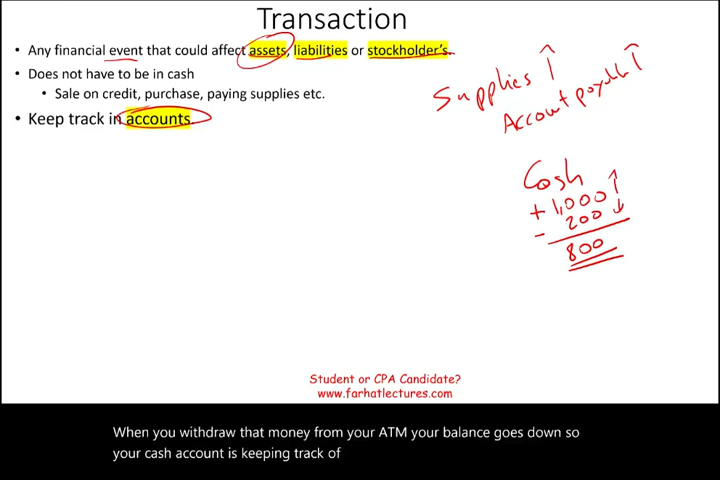 Transaction
• Any financial event that could affect assets, liabilities or stockholder's.
• Does not have to be in cash
• Sale on credit, purchase, paying supplies etc.
• Keep track in accounts.
Supplies ↑
Account payable ↑
Cash
+ 1,000 ↑
- 200 ↓
800
Student or CPA Candidate?
www.farhatlectures.com
When you withdraw that money from your ATM your balance goes down so
your cash account is keeping track of